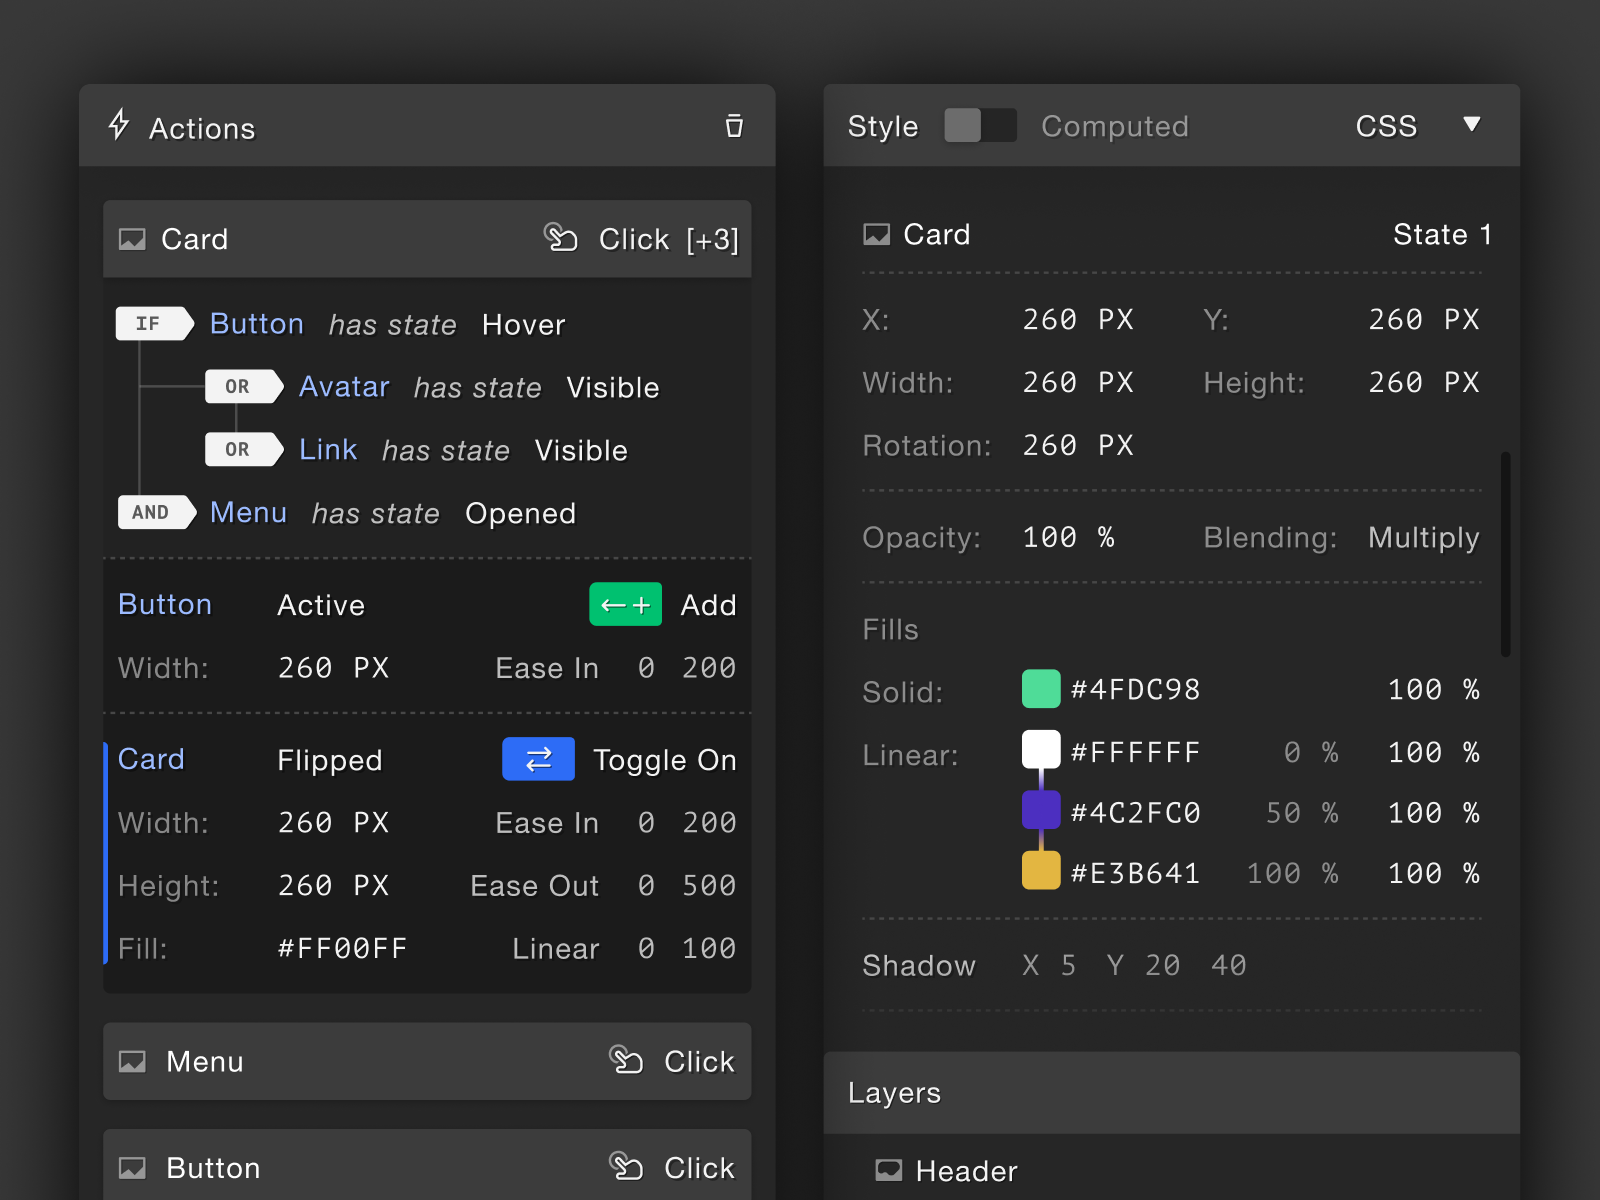 Actions
Card Click [+3]
IF Button has state Hover
OR Avatar has state Visible
OR Link has state Visible
AND Menu has state Opened
Button Active Add
Width: 260 PX Ease In 0 200
Card Flipped Toggle On
Width: 260 PX Ease In 0 200
Height: 260 PX Ease Out 0 500
Fill: #FF00FF Linear 0 100
Menu Click
Button Click
Style Computed CSS
Card State 1
X: 260 PX Y: 260 PX
Width: 260 PX Height: 260 PX
Rotation: 260 PX
Opacity: 100 % Blending: Multiply
Fills
Solid: #4FDC98 100 %
Linear: #FFFFFF 0 % 100 %
#4C2FC0 50 % 100 %
#E3B641 100 % 100 %
Shadow X 5 Y 20 40
Layers
Header